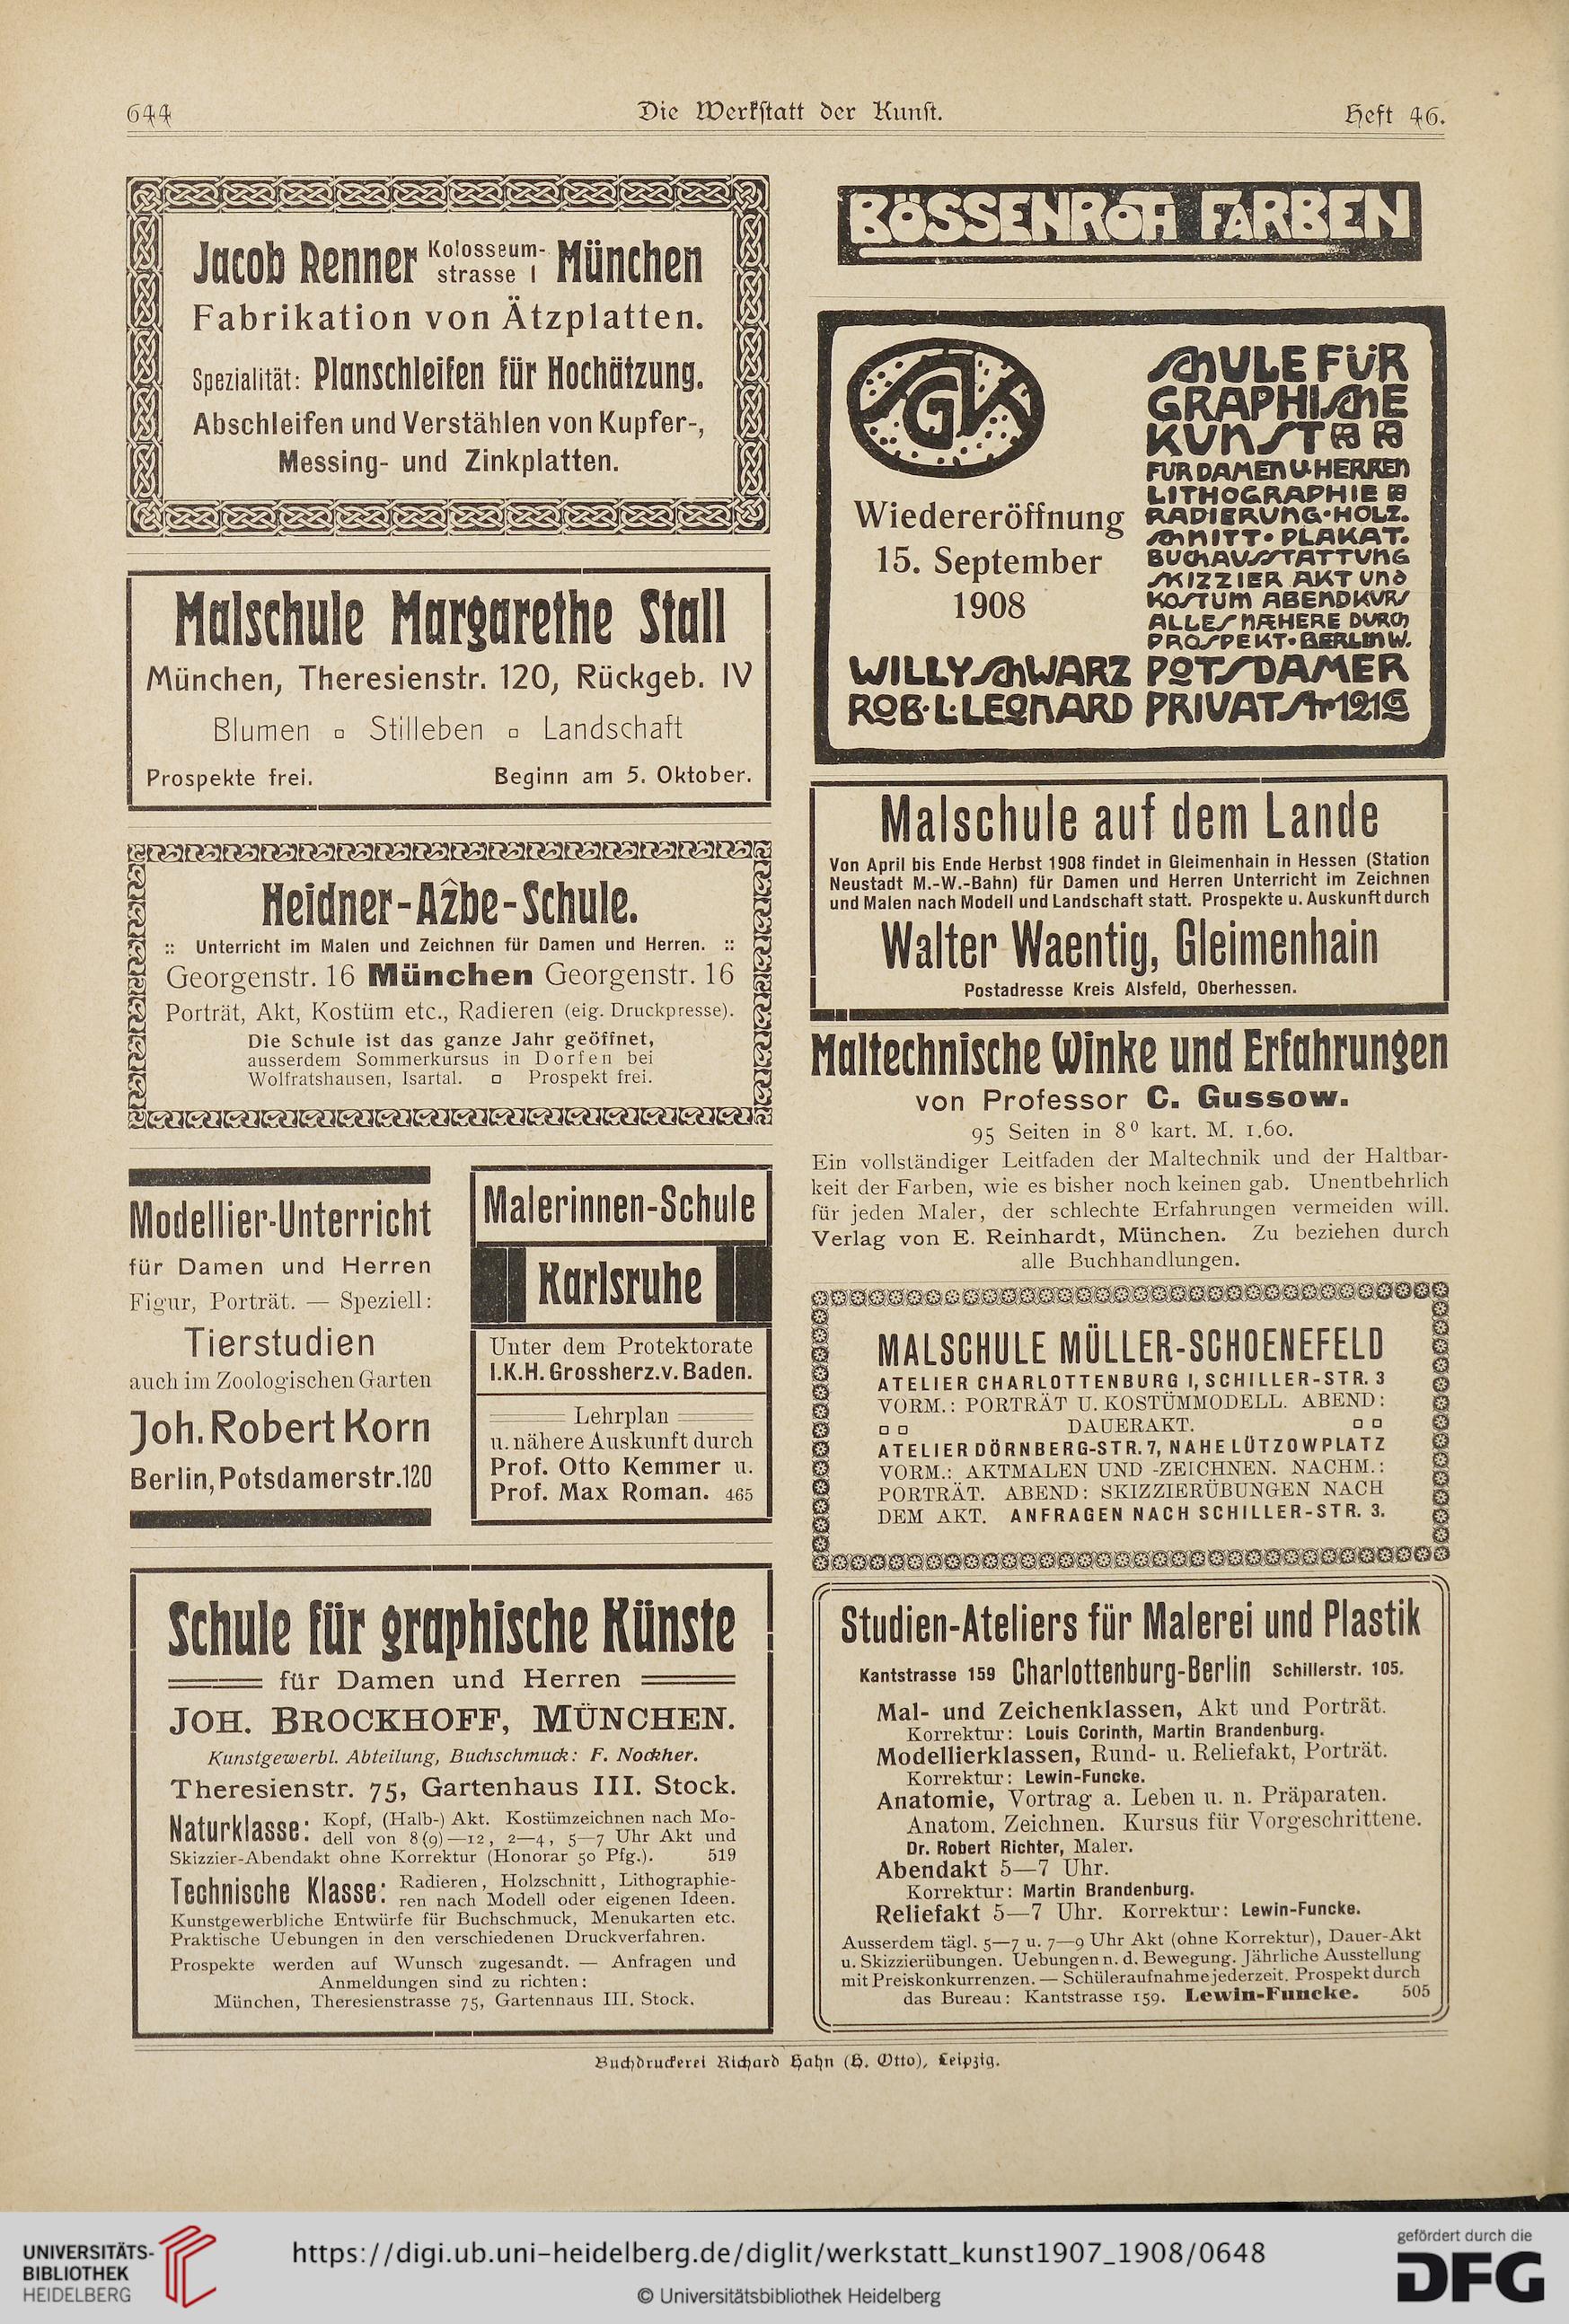 644
Die Werkstatt der Kunst.
Heft 46.
Jacob Renner Kolosseum-strasse 1 München
Fabrikation von Ätzplatten.
Spezialität: Planschleifen für Hochätzung.
Abschleifen und Verstählen von Kupfer-,
Messing- und Zinkplatten.
Malschule Margarethe Stall
München, Theresienstr. 120, Rückgeb. IV
Blumen ▫ Stilleben ▫ Landschaft
Prospekte frei. Beginn am 5. Oktober.
Heidner-Ažbe-Schule.
:: Unterricht im Malen und Zeichnen für Damen und Herren. ::
Georgenstr. 16 München Georgenstr. 16
Porträt, Akt, Kostüm etc., Radieren (eig. Druckpresse).
Die Schule ist das ganze Jahr geöffnet,
ausserdem Sommerkursus in Dorfen bei
Wolfratshausen, Isartal. ▫ Prospekt frei.
Modellier-Unterricht
für Damen und Herren
Figur, Porträt. — Speziell:
Tierstudien
auch im Zoologischen Garten
Joh. Robert Korn
Berlin, Potsdamerstr. 120
Malerinnen-Schule
Karlsruhe
Unter dem Protektorate
I.K.H. Grossherz. v. Baden.
Lehrplan
u. nähere Auskunft durch
Prof. Otto Kemmer u.
Prof. Max Roman. 465
Schule für graphische Künste
für Damen und Herren
JOH. BROCKHOFF, MÜNCHEN.
Kunstgewerbl. Abteilung, Buchschmuck: F. Nockher.
Theresienstr. 75, Gartenhaus III. Stock.
Naturklasse: Kopf, (Halb-) Akt. Kostümzeichnen nach Mo-
dell von 8(9)—12, 2—4, 5—7 Uhr Akt und
Skizzier-Abendakt ohne Korrektur (Honorar 50 Pfg.). 519
Technische Klasse: Radieren, Holzschnitt, Lithographie-
ren nach Modell oder eigenen Ideen.
Kunstgewerbliche Entwürfe für Buchschmuck, Menukarten etc.
Praktische Uebungen in den verschiedenen Druckverfahren.
Prospekte werden auf Wunsch zugesandt. — Anfragen und
Anmeldungen sind zu richten:
München, Theresienstrasse 75, Gartennaus III. Stock.
BÖSSENROTH FARBEN
SGK
Wiedereröffnung
15. September
1908
SCHULE FÜR
GRAPHISCHE
KUNST
FÜR DAMEN U. HERREN
LITHOGRAPHIE
RADIERUNG · HOLZ-
SCHNITT · PLAKAT-
BUCHAUSSTATTUNG
SKIZZIER AKT UND
KOSTÜM ABENDKURS
ALLES NÆHERE DURCH
PROSPEKT · BERLIN W.
WILLY SCHWARZ POTSDAMER
ROB · L · LEONARD PRIVATSTR 121G
Malschule auf dem Lande
Von April bis Ende Herbst 1908 findet in Gleimenhain in Hessen (Station
Neustadt M.-W.-Bahn) für Damen und Herren Unterricht im Zeichnen
und Malen nach Modell und Landschaft statt. Prospekte u. Auskunft durch
Walter Waentig, Gleimenhain
Postadresse Kreis Alsfeld, Oberhessen.
Maltechnische Winke und Erfahrungen
von Professor C. Gussow.
95 Seiten in 8⁰ kart. M. 1.60.
Ein vollständiger Leitfaden der Maltechnik und der Haltbar-
keit der Farben, wie es bisher noch keinen gab. Unentbehrlich
für jeden Maler, der schlechte Erfahrungen vermeiden will.
Verlag von E. Reinhardt, München. Zu beziehen durch
alle Buchhandlungen.
MALSCHULE MÜLLER-SCHOENEFELD
ATELIER CHARLOTTENBURG I, SCHILLER-STR. 3
VORM.: PORTRÄT U. KOSTÜMMODELL. ABEND:
▫ ▫ DAUERAKT. ▫ ▫
ATELIER DÖRNBERG-STR. 7, NAHE LÜTZOWPLATZ
VORM.: AKTMALEN UND -ZEICHNEN. NACHM.:
PORTRÄT. ABEND: SKIZZIERÜBUNGEN NACH
DEM AKT. ANFRAGEN NACH SCHILLER-STR. 3.
Studien-Ateliers für Malerei und Plastik
Kantstrasse 159 Charlottenburg-Berlin Schillerstr. 105.
Mal- und Zeichenklassen, Akt und Porträt.
Korrektur: Louis Corinth, Martin Brandenburg.
Modellierklassen, Rund- u. Reliefakt, Porträt.
Korrektur: Lewin-Funcke.
Anatomie, Vortrag a. Leben u. n. Präparaten.
Anatom. Zeichnen. Kursus für Vorgeschrittene.
Dr. Robert Richter, Maler.
Abendakt 5—7 Uhr.
Korrektur: Martin Brandenburg.
Reliefakt 5—7 Uhr. Korrektur: Lewin-Funcke.
Ausserdem tägl. 5—7 u. 7—9 Uhr Akt (ohne Korrektur), Dauer-Akt
u. Skizzierübungen. Uebungen n. d. Bewegung. Jährliche Ausstellung
mit Preiskonkurrenzen. — Schüleraufnahme jederzeit. Prospekt durch
das Bureau: Kantstrasse 159. Lewin-Funcke. 505
Buchdruckerei Richard Hahn (H. Otto), Leipzig.
UNIVERSITÄTS-
BIBLIOTHEK
HEIDELBERG
https://digi.ub.uni-heidelberg.de/diglit/werkstatt_kunst1907_1908/0648
© Universitätsbibliothek Heidelberg
gefördert durch die
DFG